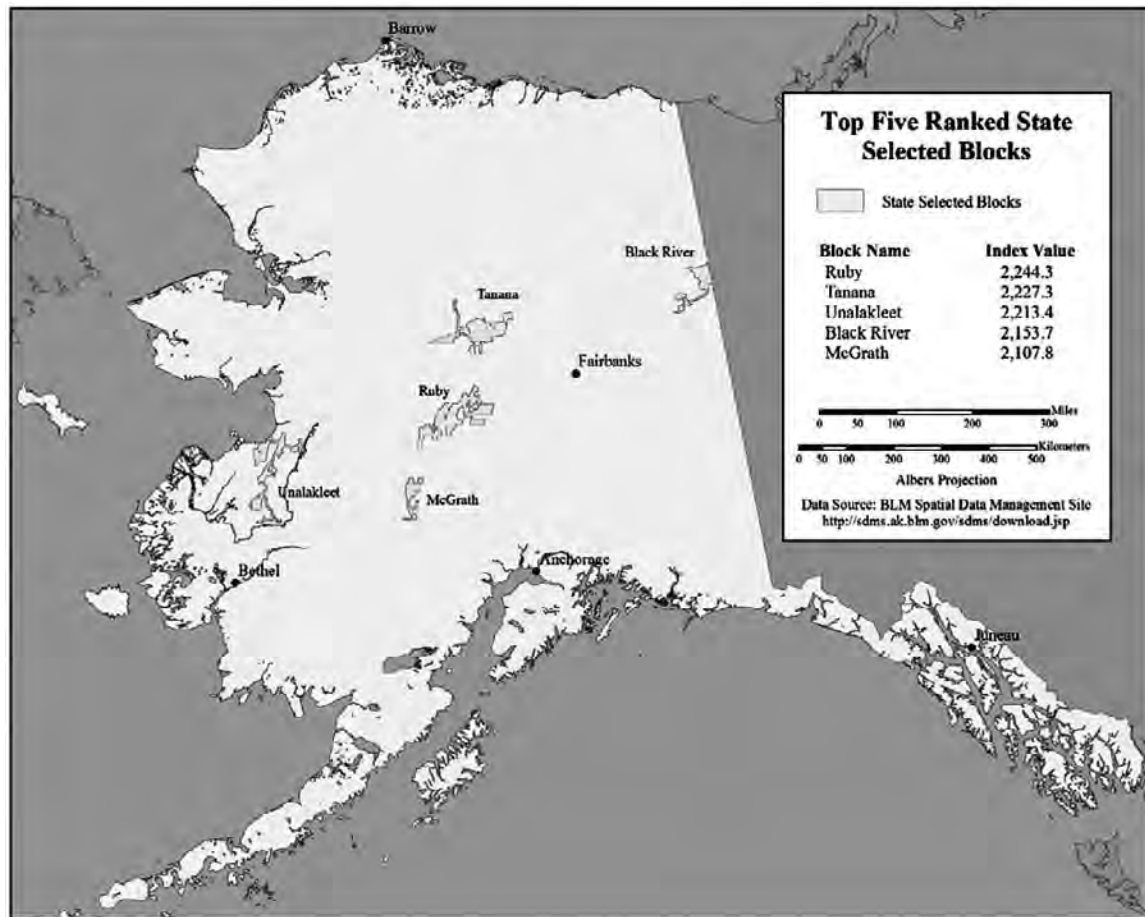 Barrow
Top Five Ranked State
Selected Blocks
State Selected Blocks
Block Name Index Value
Ruby 2,244.3
Tanana 2,227.3
Unalakleet 2,213.4
Black River 2,153.7
McGrath 2,107.8
Miles
0 50 100 200 300
Kilometers
0 50 100 200 300 400 500
Albers Projection
Data Source: BLM Spatial Data Management Site
http://sdms.ak.blm.gov/sdms/download.jsp
Black River
Tanana
Fairbanks
Ruby
Unalakleet
McGrath
Bethel
Anchorage
Juneau